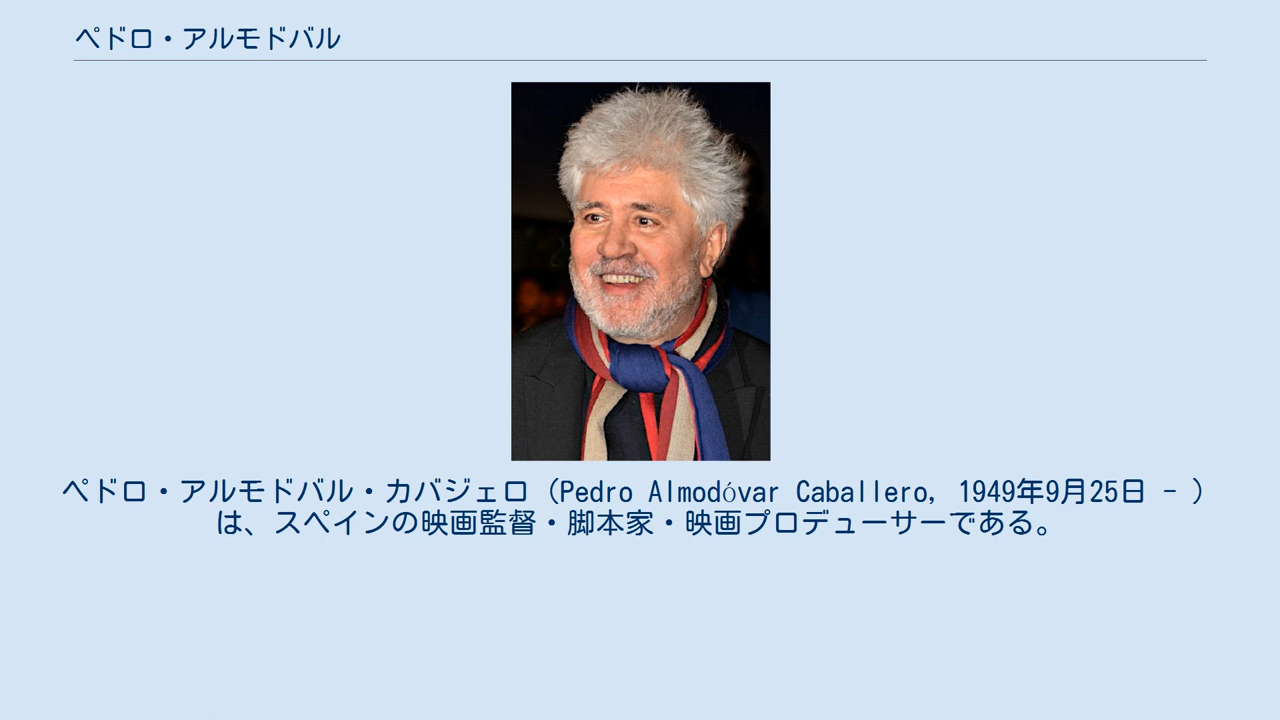 ペドロ・アルモドバル
ペドロ・アルモドバル・カバジェロ（Pedro Almodóvar Caballero, 1949年9月25日 - ）
は、スペインの映画監督・脚本家・映画プロデューサーである。